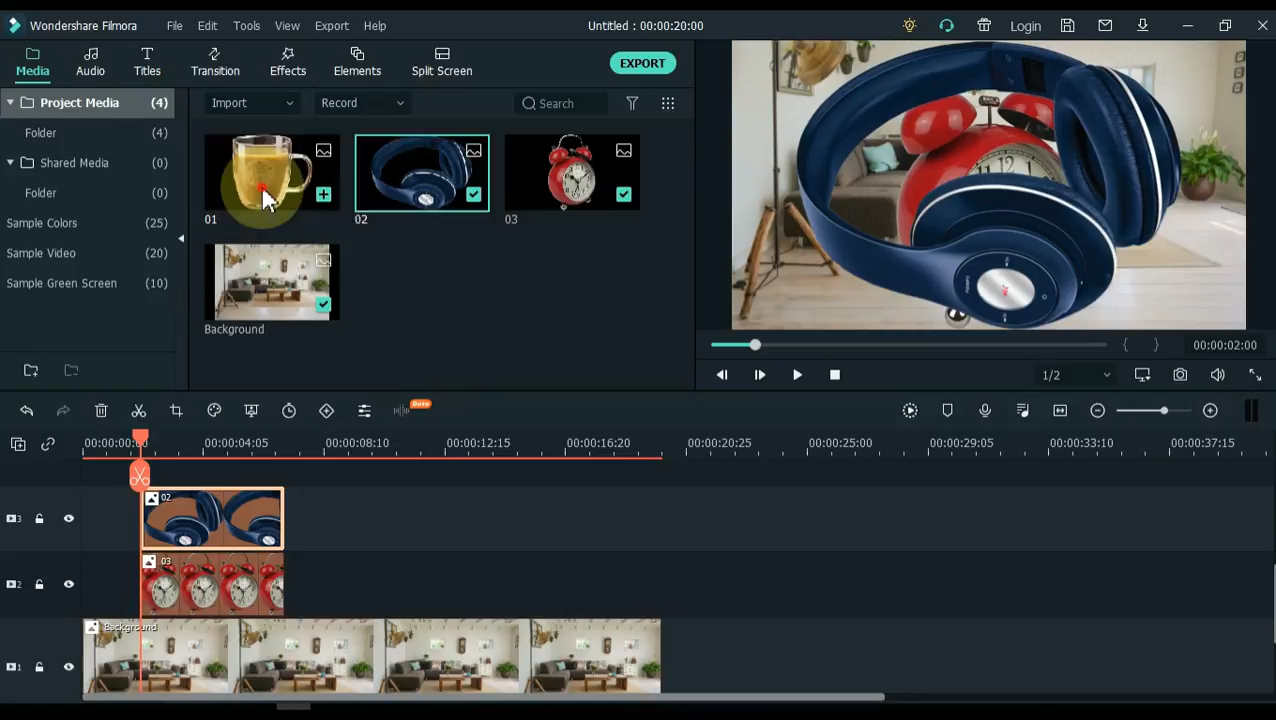 Wondershare Filmora File Edit Tools View Export Help Untitled : 00:00:20:00 Login
Media Audio Titles Transition Effects Elements Split Screen EXPORT
Project Media (4)
Folder (4)
Shared Media (0)
Folder (0)
Sample Colors (25)
Sample Video (20)
Sample Green Screen (10)
Import Record Search
01 02 03
Background
{ } 00:00:02:00
1/2
Beta
00:00:00:00 00:00:04:05 00:00:08:10 00:00:12:15 00:00:16:20 00:00:20:25 00:00:25:00 00:00:29:05 00:00:33:10 00:00:37:15
3 02
2 03
1 Background